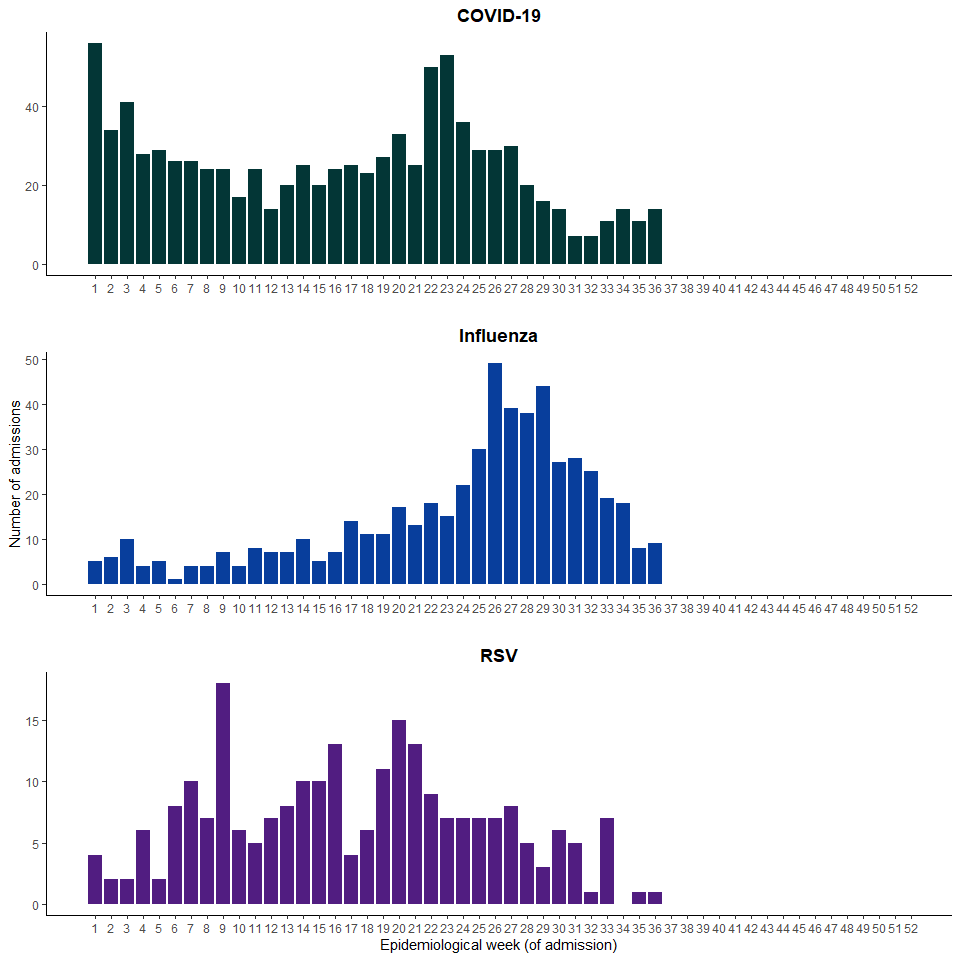 COVID-19
40
20
0
1 2 3 4 5 6 7 8 9 10 11 12 13 14 15 16 17 18 19 20 21 22 23 24 25 26 27 28 29 30 31 32 33 34 35 36 37 38 39 40 41 42 43 44 45 46 47 48 49 50 51 52
Influenza
Number of admissions
50
40
30
20
10
0
1 2 3 4 5 6 7 8 9 10 11 12 13 14 15 16 17 18 19 20 21 22 23 24 25 26 27 28 29 30 31 32 33 34 35 36 37 38 39 40 41 42 43 44 45 46 47 48 49 50 51 52
RSV
15
10
5
0
1 2 3 4 5 6 7 8 9 10 11 12 13 14 15 16 17 18 19 20 21 22 23 24 25 26 27 28 29 30 31 32 33 34 35 36 37 38 39 40 41 42 43 44 45 46 47 48 49 50 51 52
Epidemiological week (of admission)